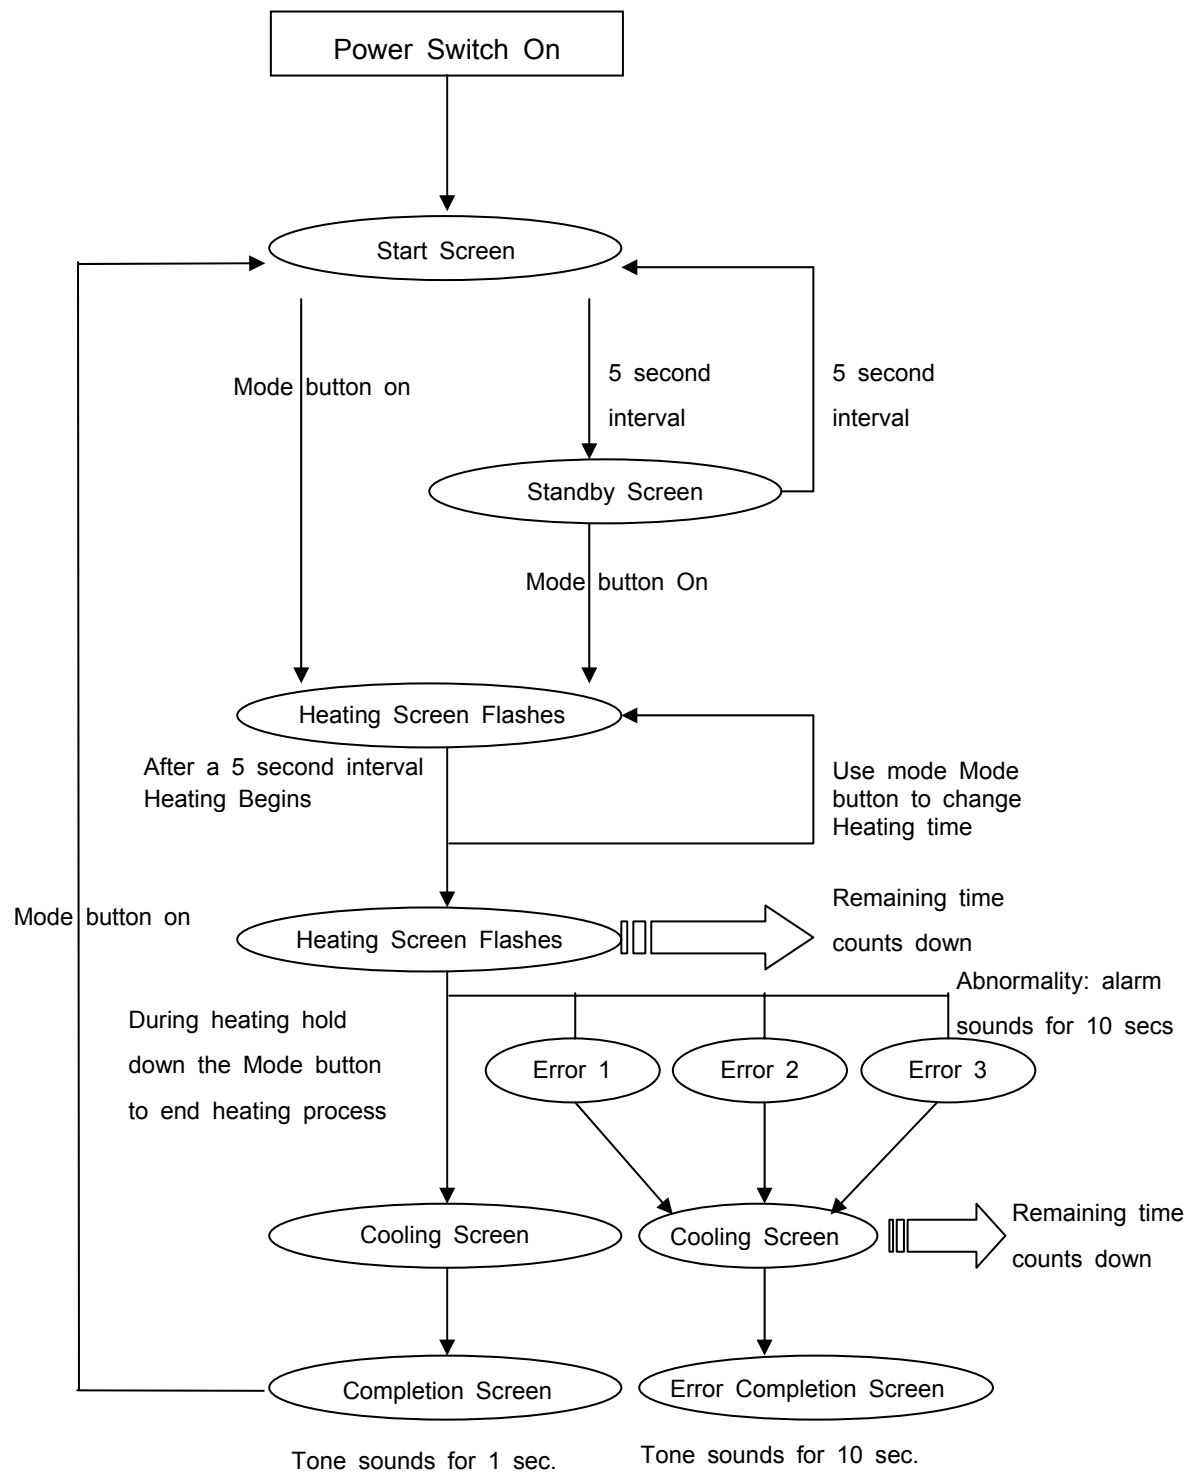 Power Switch On
Start Screen
Mode button on
5 second
interval
5 second
interval
Standby Screen
Mode button On
Heating Screen Flashes
After a 5 second interval
Heating Begins
Use mode Mode
button to change
Heating time
Mode button on
Heating Screen Flashes
Remaining time
counts down
Abnormality: alarm
sounds for 10 secs
During heating hold
down the Mode button
to end heating process
Error 1
Error 2
Error 3
Cooling Screen
Cooling Screen
Remaining time
counts down
Completion Screen
Error Completion Screen
Tone sounds for 1 sec.
Tone sounds for 10 sec.